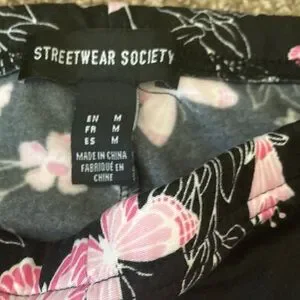 STREETWEAR SOCIETY
EN M
FR M
ES M
MADE IN CHINA
FABRIQUÉ EN
CHINE